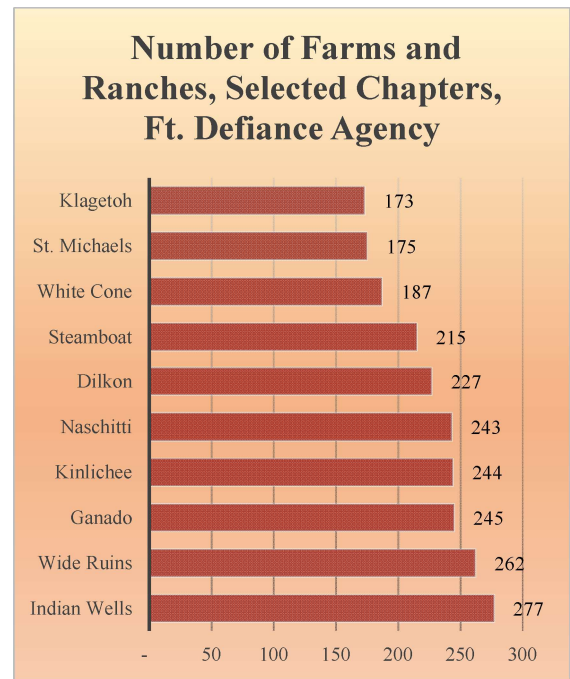 Number of Farms and
Ranches, Selected Chapters,
Ft. Defiance Agency
Klagetoh 173
St. Michaels 175
White Cone 187
Steamboat 215
Dilkon 227
Naschitti 243
Kinlichee 244
Ganado 245
Wide Ruins 262
Indian Wells 277
- 50 100 150 200 250 300